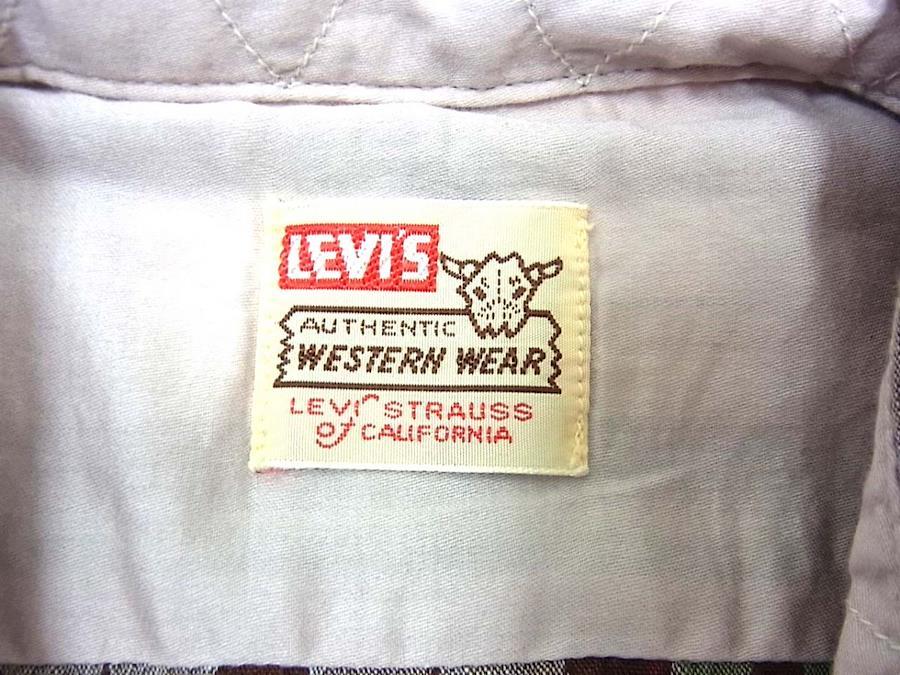 LEVI'S
AUTHENTIC
WESTERN WEAR
LEVI STRAUSS
of CALIFORNIA